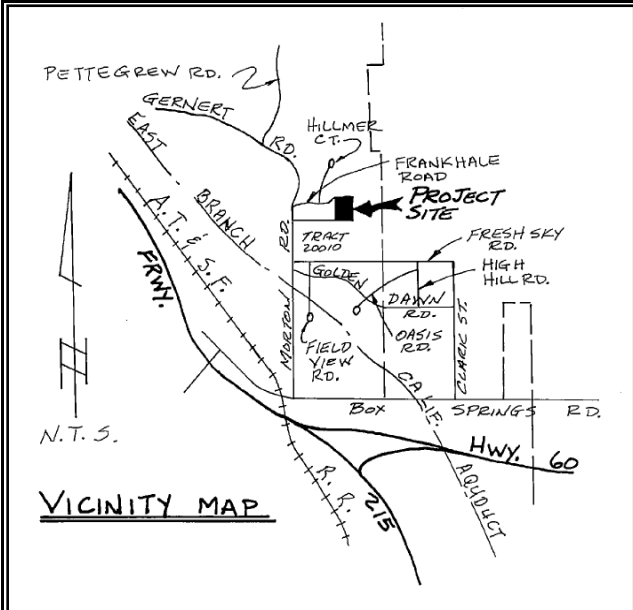 PETTEGREW RD.
GERNERT
RD.
HILLMER
CT.
FRANK HALE
ROAD
PROJECT
SITE
EAST
BRANCH
A.T. & S.F.
FRWY.
MORTON RD.
TRACT
20010
FRESH SKY
RD.
GOLDEN
HIGH
HILL RD.
DAWN
RD.
OASIS
RD.
FIELD
VIEW
RD.
CLARK ST.
CALIF.
BOX SPRINGS RD.
N.T.S.
HWY. 60
AQUDUCT
R.R.
215
VICINITY MAP